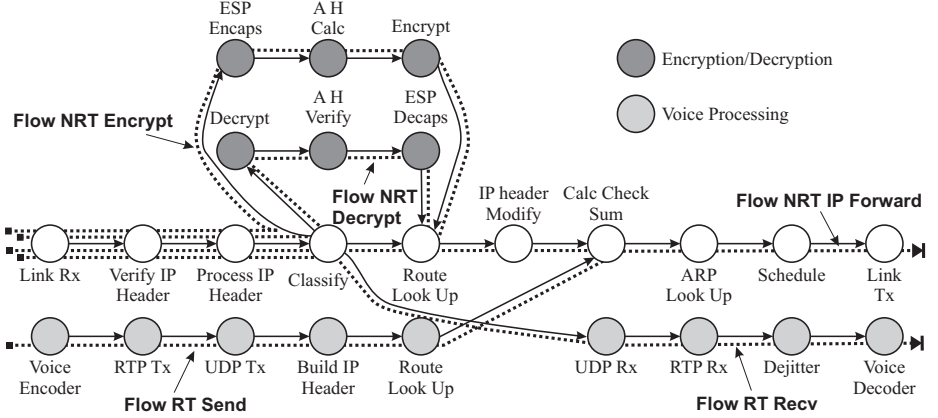 ESP
Encaps
A H
Calc
Encrypt
Encryption/Decryption
Voice Processing
Flow NRT Encrypt
Decrypt
A H
Verify
ESP
Decaps
Flow NRT
Decrypt
IP header
Modify
Calc Check
Sum
Flow NRT IP Forward
Link Rx
Verify IP
Header
Process IP
Header
Classify
Route
Look Up
ARP
Look Up
Schedule
Link
Tx
Voice
Encoder
RTP Tx
UDP Tx
Build IP
Header
Route
Look Up
UDP Rx
RTP Rx
Dejitter
Voice
Decoder
Flow RT Send
Flow RT Recv